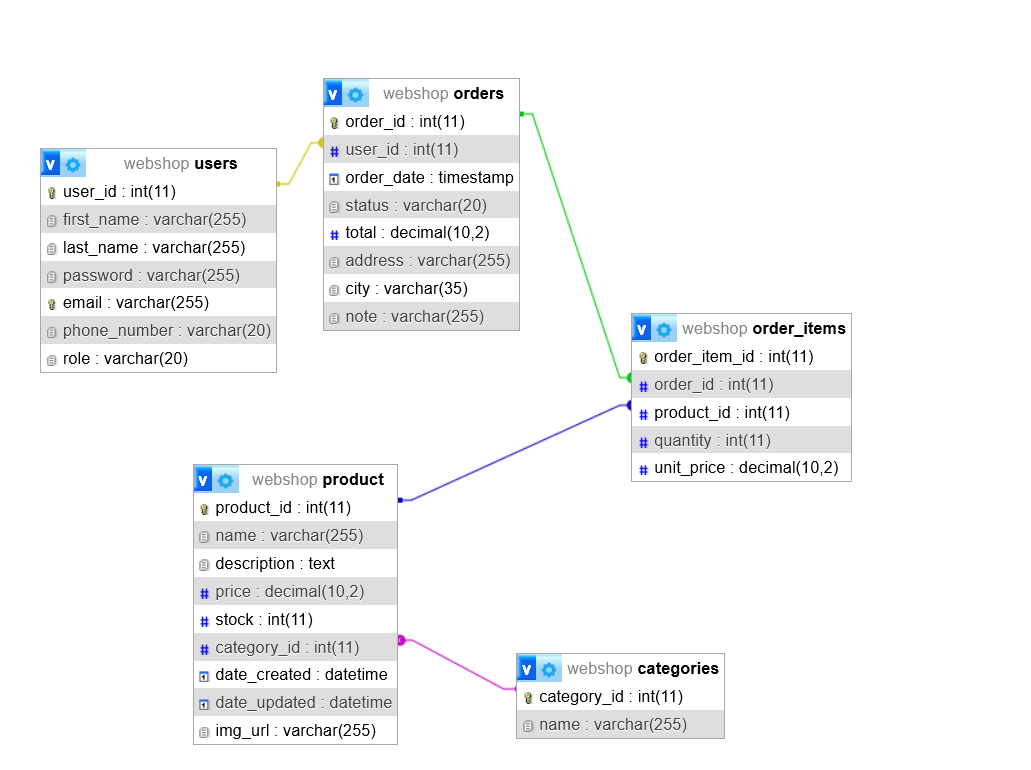 v webshop orders
order_id : int(11)
user_id : int(11)
order_date : timestamp
status : varchar(20)
total : decimal(10,2)
address : varchar(255)
city : varchar(35)
note : varchar(255)
v webshop users
user_id : int(11)
first_name : varchar(255)
last_name : varchar(255)
password : varchar(255)
email : varchar(255)
phone_number : varchar(20)
role : varchar(20)
v webshop order_items
order_item_id : int(11)
order_id : int(11)
product_id : int(11)
quantity : int(11)
unit_price : decimal(10,2)
v webshop product
product_id : int(11)
name : varchar(255)
description : text
price : decimal(10,2)
stock : int(11)
category_id : int(11)
date_created : datetime
date_updated : datetime
img_url : varchar(255)
v webshop categories
category_id : int(11)
name : varchar(255)